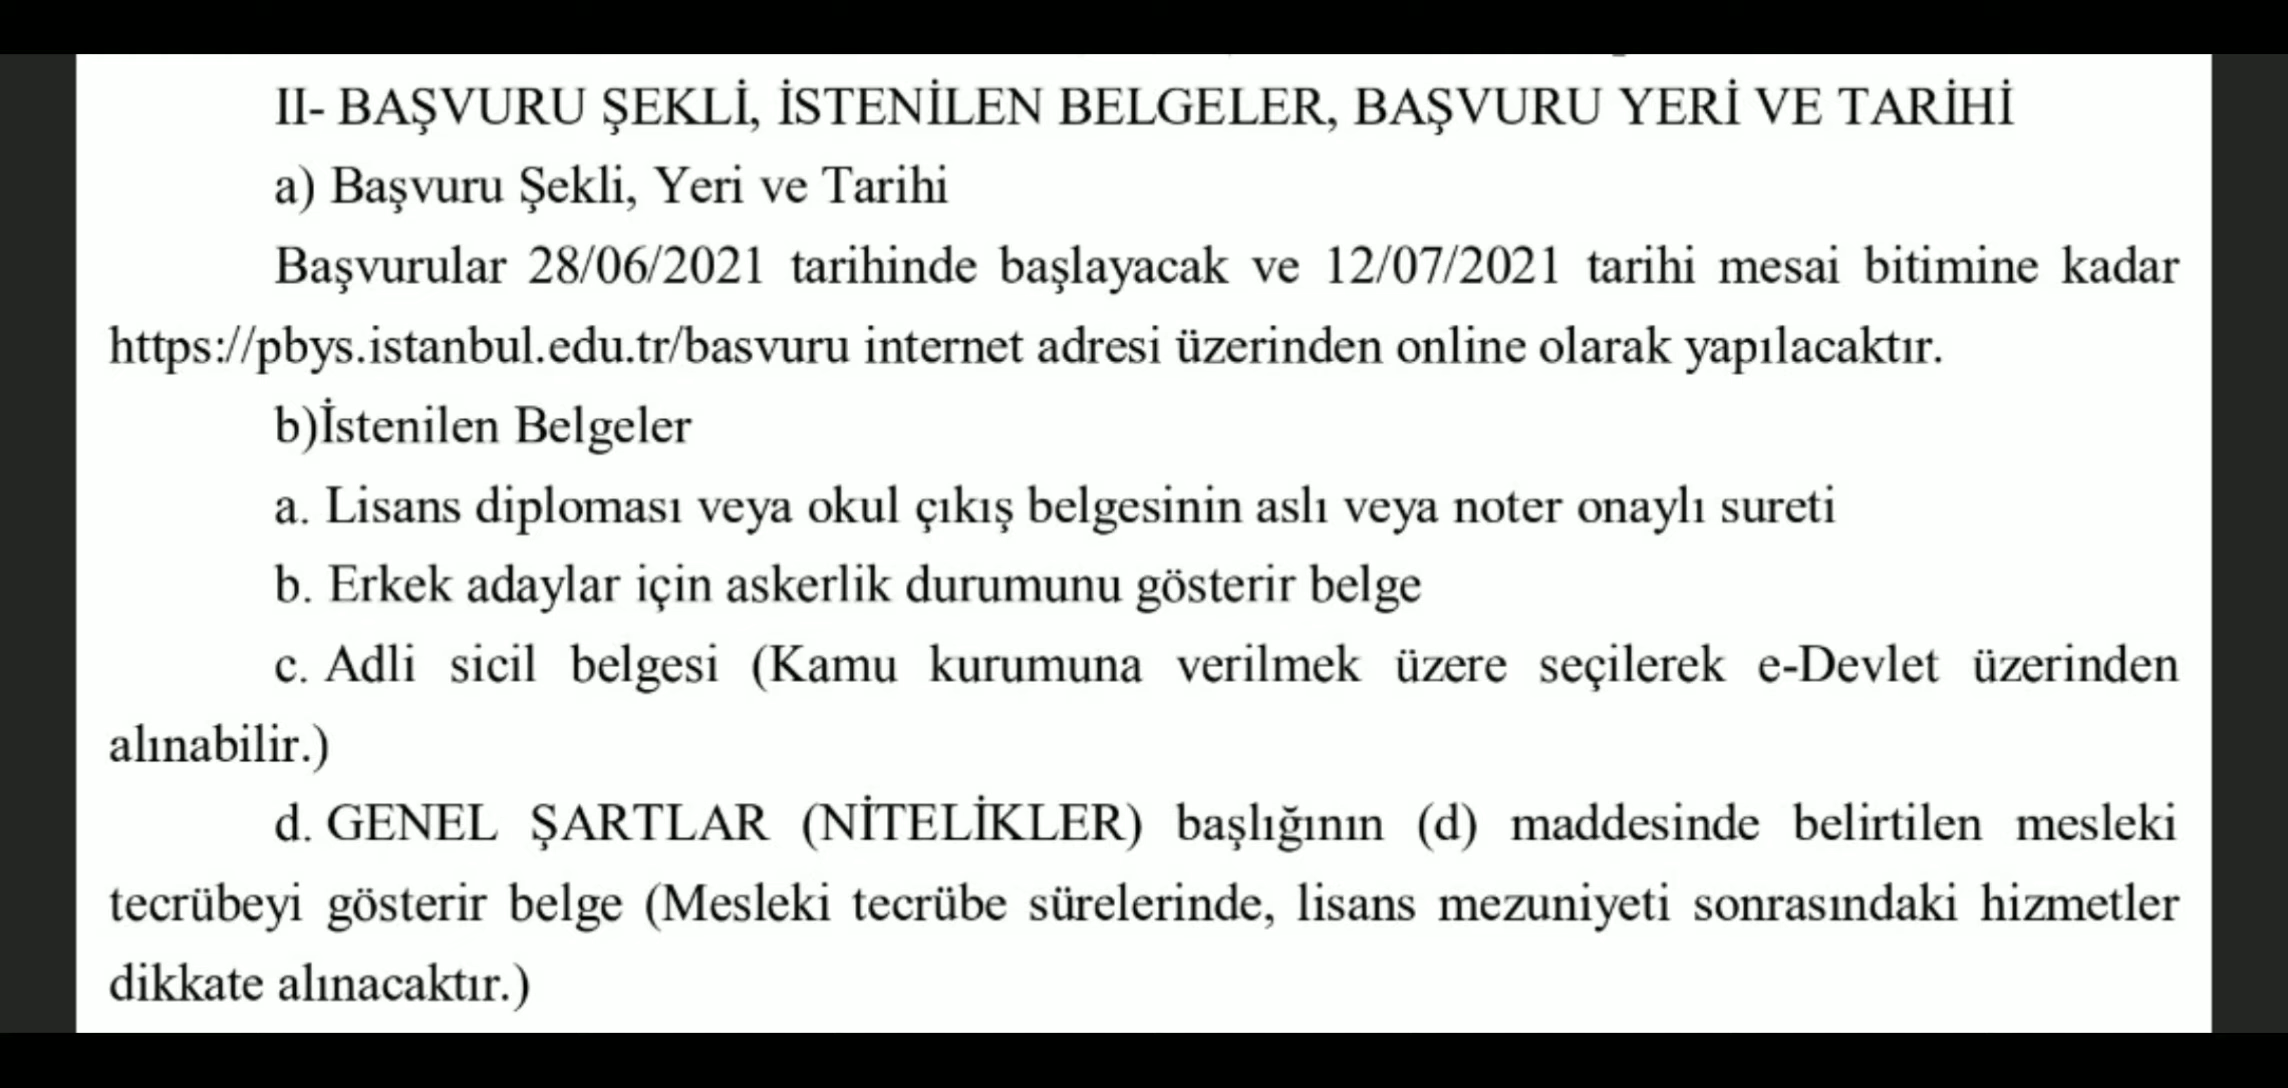 II- BAŞVURU ŞEKLİ, İSTENİLEN BELGELER, BAŞVURU YERİ VE TARİHİ
a) Başvuru Şekli, Yeri ve Tarihi
Başvurular 28/06/2021 tarihinde başlayacak ve 12/07/2021 tarihi mesai bitimine kadar
https://pbys.istanbul.edu.tr/basvuru internet adresi üzerinden online olarak yapılacaktır.
b)İstenilen Belgeler
a. Lisans diploması veya okul çıkış belgesinin aslı veya noter onaylı sureti
b. Erkek adaylar için askerlik durumunu gösterir belge
c. Adli sicil belgesi (Kamu kurumuna verilmek üzere seçilerek e-Devlet üzerinden
alınabilir.)
d. GENEL ŞARTLAR (NİTELİKLER) başlığının (d) maddesinde belirtilen mesleki
tecrübeyi gösterir belge (Mesleki tecrübe sürelerinde, lisans mezuniyeti sonrasındaki hizmetler
dikkate alınacaktır.)